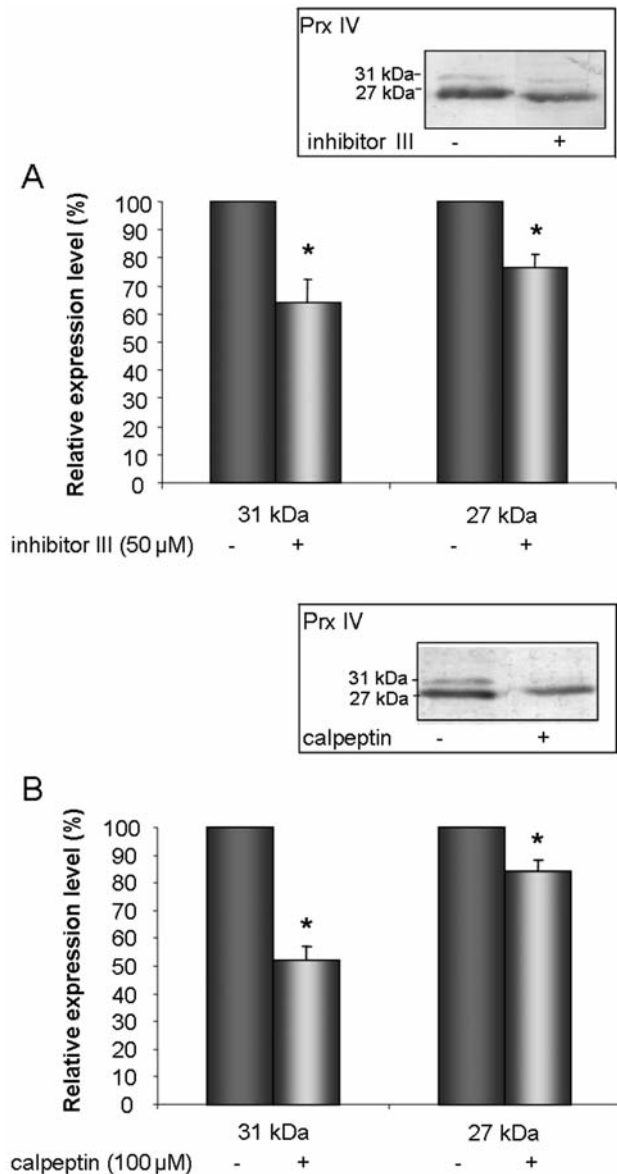 Prx IV
31 kDa-
27 kDa-
inhibitor III - +
A
Relative expression level (%)
100
90
80
70
60
50
40
30
20
10
0
*
*
31 kDa 27 kDa
inhibitor III (50 µM) - + - +
Prx IV
31 kDa-
27 kDa-
calpeptin - +
B
Relative expression level (%)
100
90
80
70
60
50
40
30
20
10
0
*
*
31 kDa 27 kDa
calpeptin (100 µM) - + - +